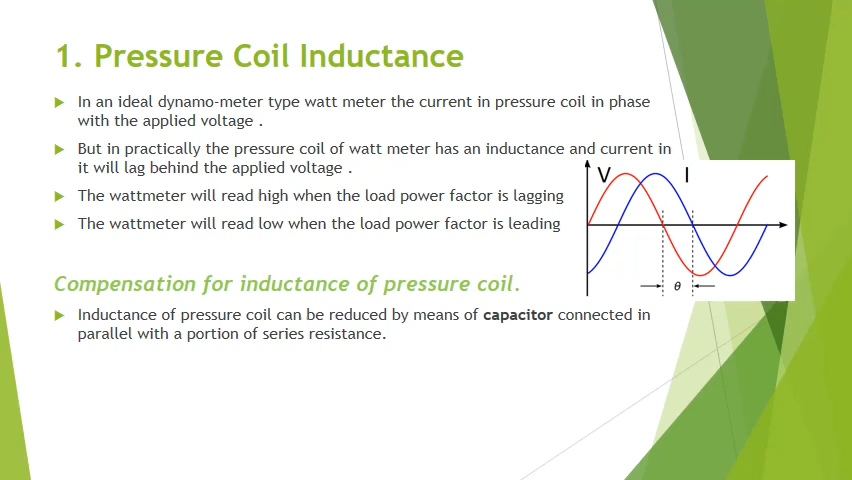 1. Pressure Coil Inductance
In an ideal dynamo-meter type watt meter the current in pressure coil in phase
with the applied voltage .
But in practically the pressure coil of watt meter has an inductance and current in
it will lag behind the applied voltage .
The wattmeter will read high when the load power factor is lagging
The wattmeter will read low when the load power factor is leading
V I
θ
Compensation for inductance of pressure coil.
Inductance of pressure coil can be reduced by means of capacitor connected in
parallel with a portion of series resistance.